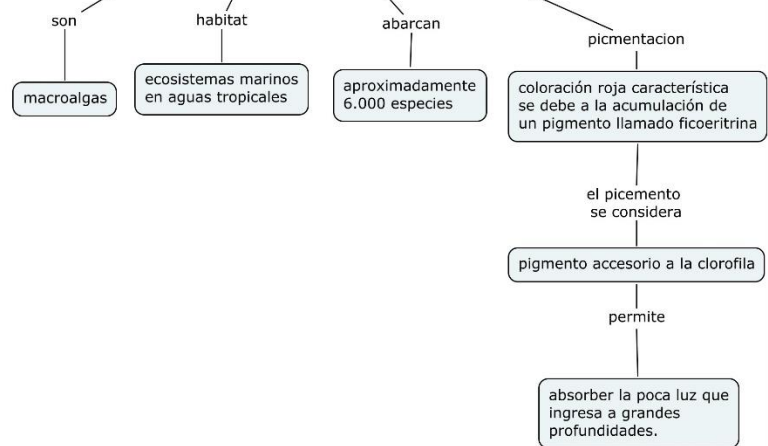 son
habitat
abarcan
picmentacion
macroalgas
ecosistemas marinos
en aguas tropicales
aproximadamente
6.000 especies
coloración roja característica
se debe a la acumulación de
un pigmento llamado ficoeritrina
el picemento
se considera
pigmento accesorio a la clorofila
permite
absorber la poca luz que
ingresa a grandes
profundidades.